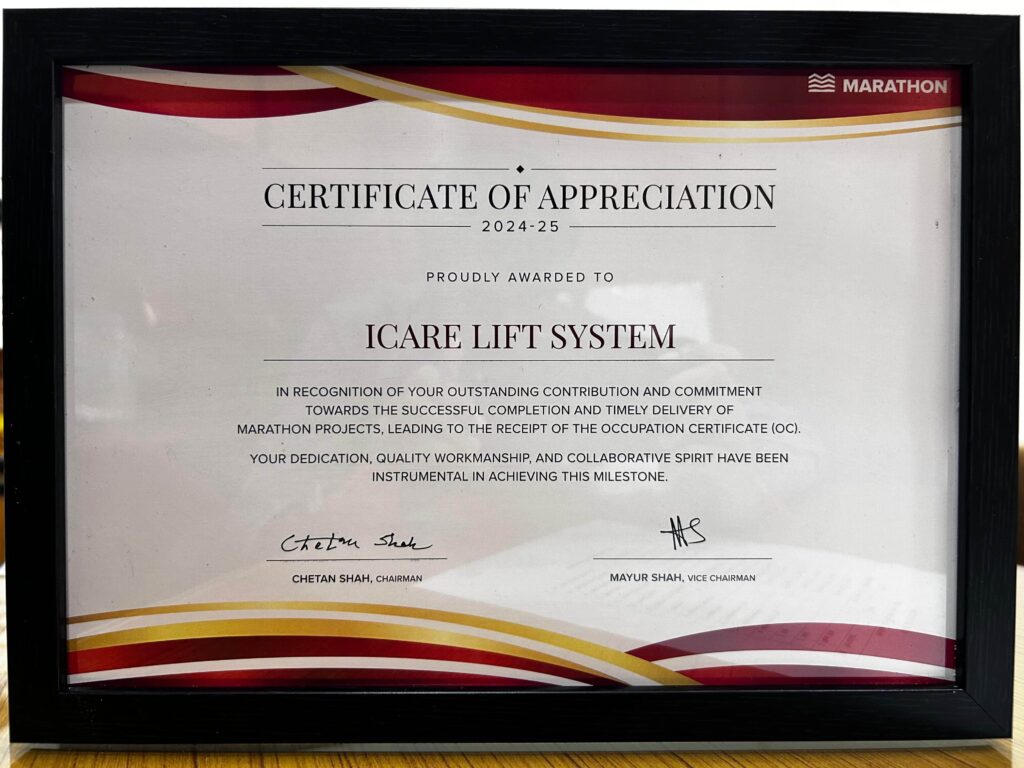 MARATHON
CERTIFICATE OF APPRECIATION
2024-25
PROUDLY AWARDED TO
ICARE LIFT SYSTEM
IN RECOGNITION OF YOUR OUTSTANDING CONTRIBUTION AND COMMITMENT
TOWARDS THE SUCCESSFUL COMPLETION AND TIMELY DELIVERY OF
MARATHON PROJECTS, LEADING TO THE RECEIPT OF THE OCCUPATION CERTIFICATE (OC).
YOUR DEDICATION, QUALITY WORKMANSHIP, AND COLLABORATIVE SPIRIT HAVE BEEN
INSTRUMENTAL IN ACHIEVING THIS MILESTONE.
Chetan Shah
CHETAN SHAH, CHAIRMAN
MAYUR SHAH, VICE CHAIRMAN